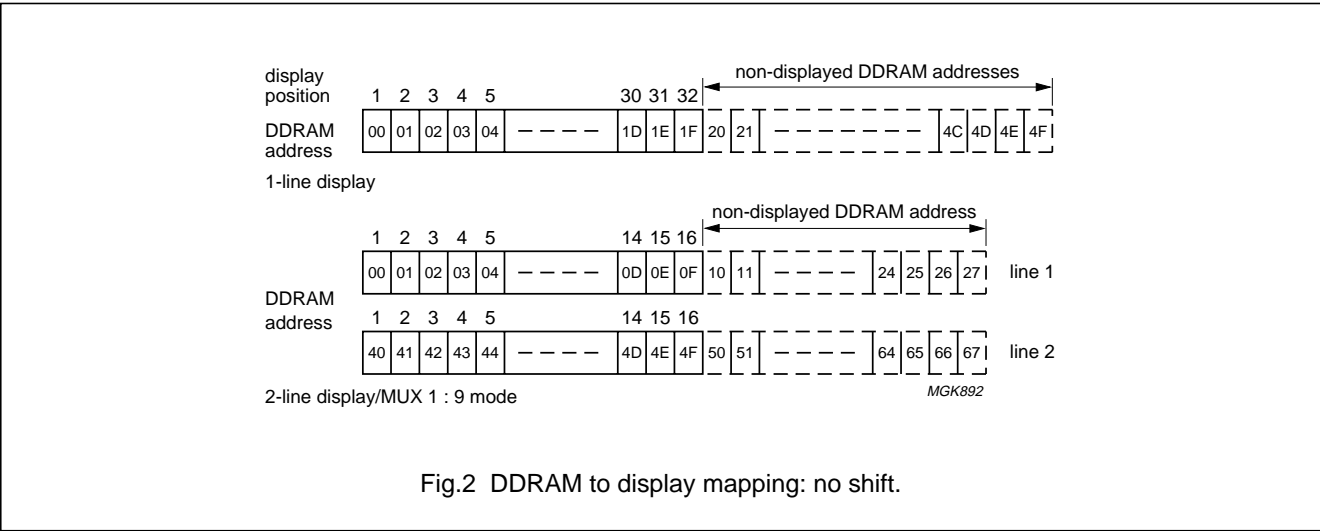 non-displayed DDRAM addresses
display
position 1 2 3 4 5 30 31 32
DDRAM
address
00 01 02 03 04 1D 1E 1F 20 21 4C 4D 4E 4F
1-line display
non-displayed DDRAM address
1 2 3 4 5 14 15 16
00 01 02 03 04 0D 0E 0F 10 11 24 25 26 27 line 1
DDRAM
address
1 2 3 4 5 14 15 16
40 41 42 43 44 4D 4E 4F 50 51 64 65 66 67 line 2
2-line display/MUX 1 : 9 mode
MGK892
Fig.2 DDRAM to display mapping: no shift.